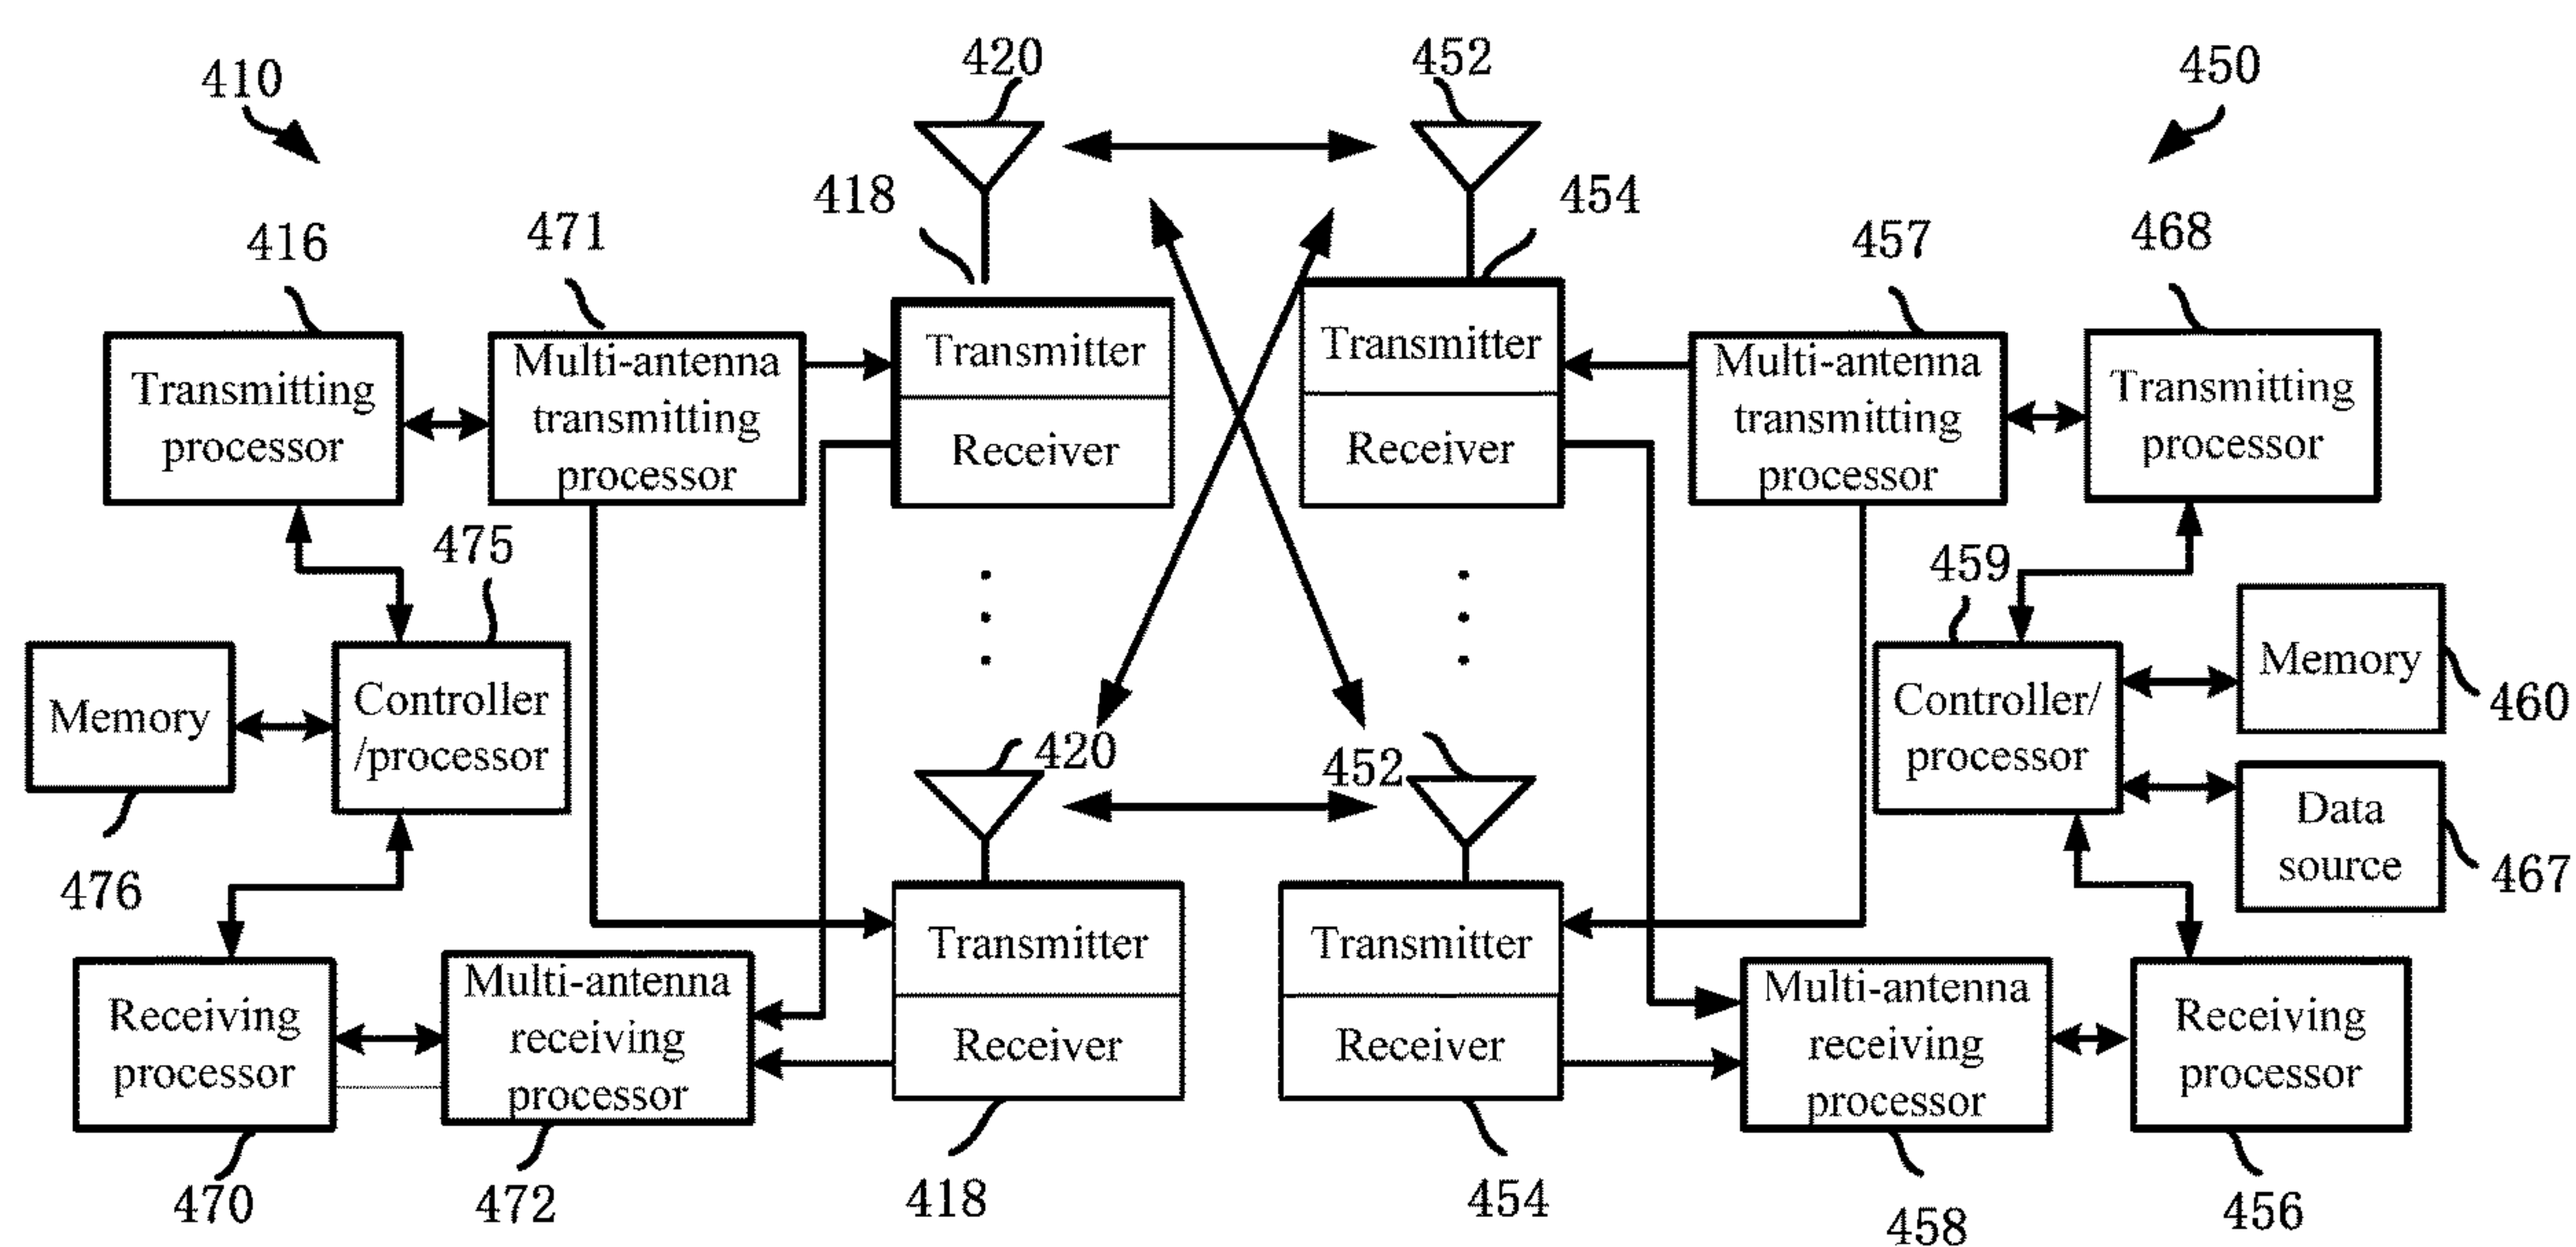 420
452
410
450
418
454
416
471
457
468
Transmitting
processor
Multi-antenna
transmitting
processor
Transmitter
Receiver
Transmitter
Receiver
Multi-antenna
transmitting
processor
Transmitting
processor
475
459
Memory
Controller
/processor
Controller/
processor
Memory
460
420
452
Data
source
467
476
Receiving
processor
Multi-antenna
receiving
processor
Transmitter
Receiver
Transmitter
Receiver
Multi-antenna
receiving
processor
Receiving
processor
470
472
418
454
458
456